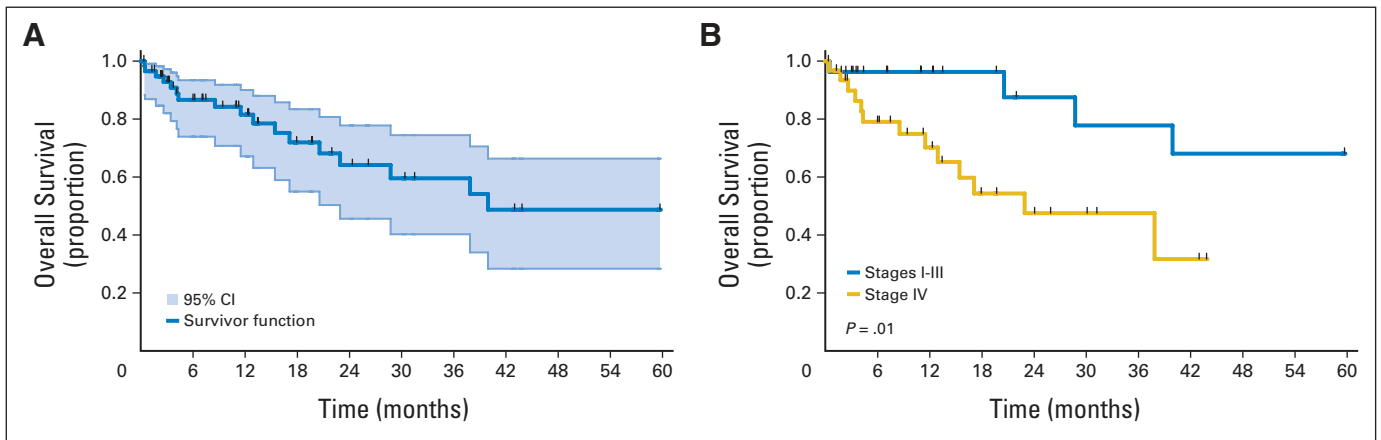 A
Overall Survival
(proportion)
1.0
0.8
0.6
0.4
0.2
95% CI
Survivor function
0 6 12 18 24 30 36 42 48 54 60
Time (months)
B
Overall Survival
(proportion)
1.0
0.8
0.6
0.4
0.2
Stages I-III
Stage IV
P = .01
0 6 12 18 24 30 36 42 48 54 60
Time (months)